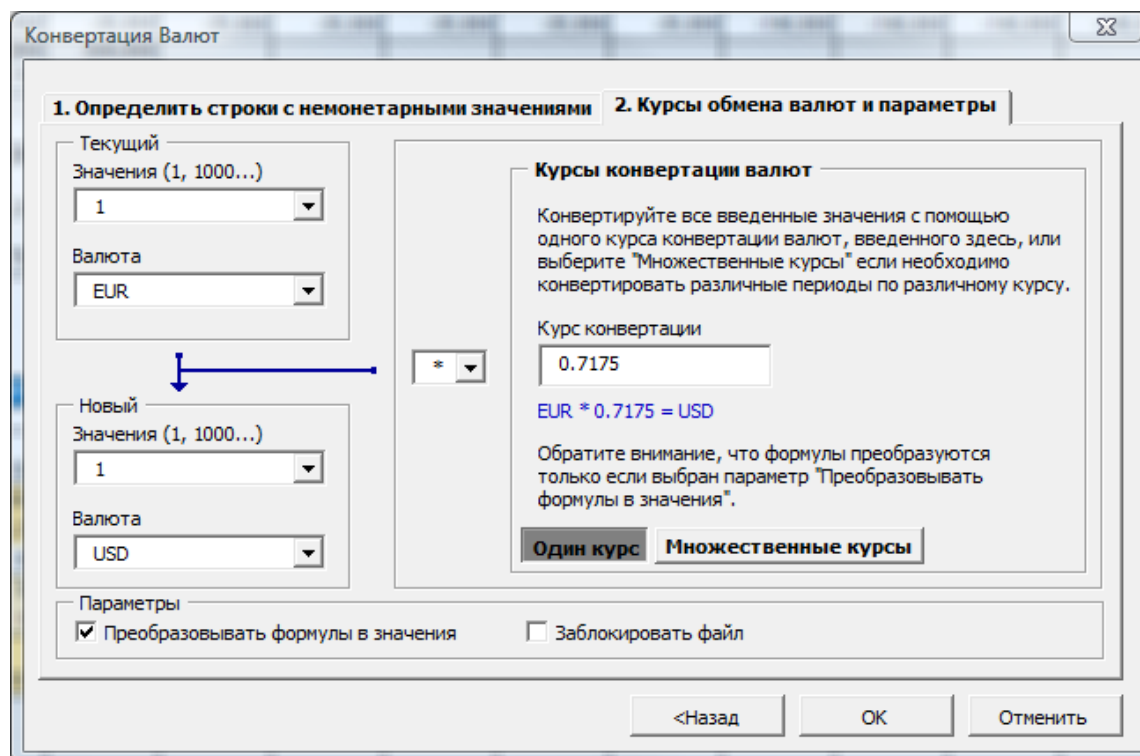 Конвертация Валют
1. Определить строки с немонетарными значениями
2. Курсы обмена валют и параметры
Текущий
Значения (1, 1000...)
1
Валюта
EUR
Новый
Значения (1, 1000...)
1
Валюта
USD
*
Курсы конвертации валют
Конвертируйте все введенные значения с помощью
одного курса конвертации валют, введенного здесь, или
выберите "Множественные курсы" если необходимо
конвертировать различные периоды по различному курсу.
Курс конвертации
0.7175
EUR * 0.7175 = USD
Обратите внимание, что формулы преобразуются
только если выбран параметр "Преобразовывать
формулы в значения".
Один курс
Множественные курсы
Параметры
Преобразовывать формулы в значения
Заблокировать файл
<Назад
OK
Отменить